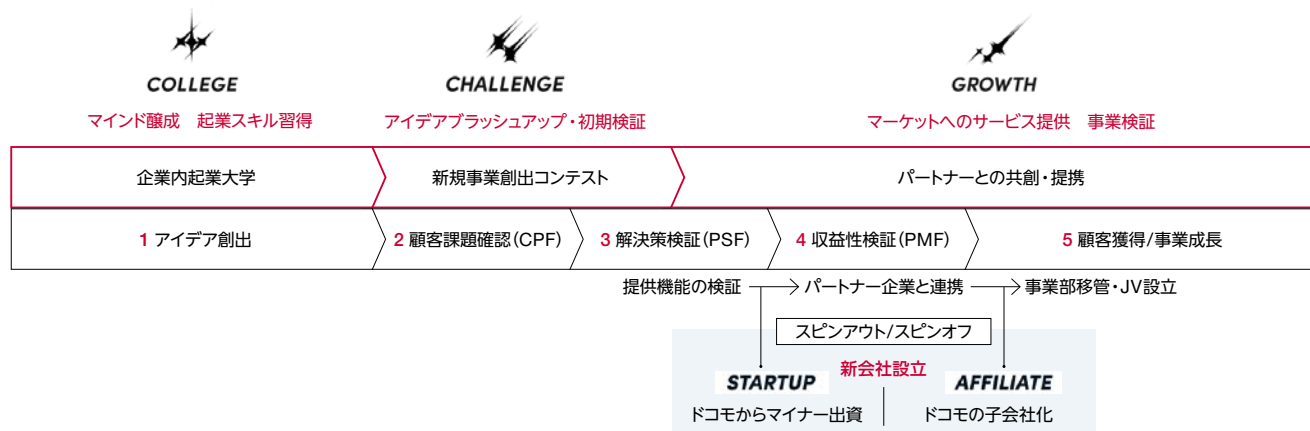 COLLEGE
CHALLENGE
GROWTH
マインド醸成　起業スキル習得
アイデアブラッシュアップ・初期検証
マーケットへのサービス提供　事業検証
企業内起業大学
新規事業創出コンテスト
パートナーとの共創・提携
1 アイデア創出
2 顧客課題確認(CPF)
3 解決策検証(PSF)
4 収益性検証(PMF)
5 顧客獲得/事業成長
提供機能の検証
パートナー企業と連携
事業部移管・JV設立
スピンアウト/スピンオフ
新会社設立
STARTUP
AFFILIATE
ドコモからマイナー出資
ドコモの子会社化